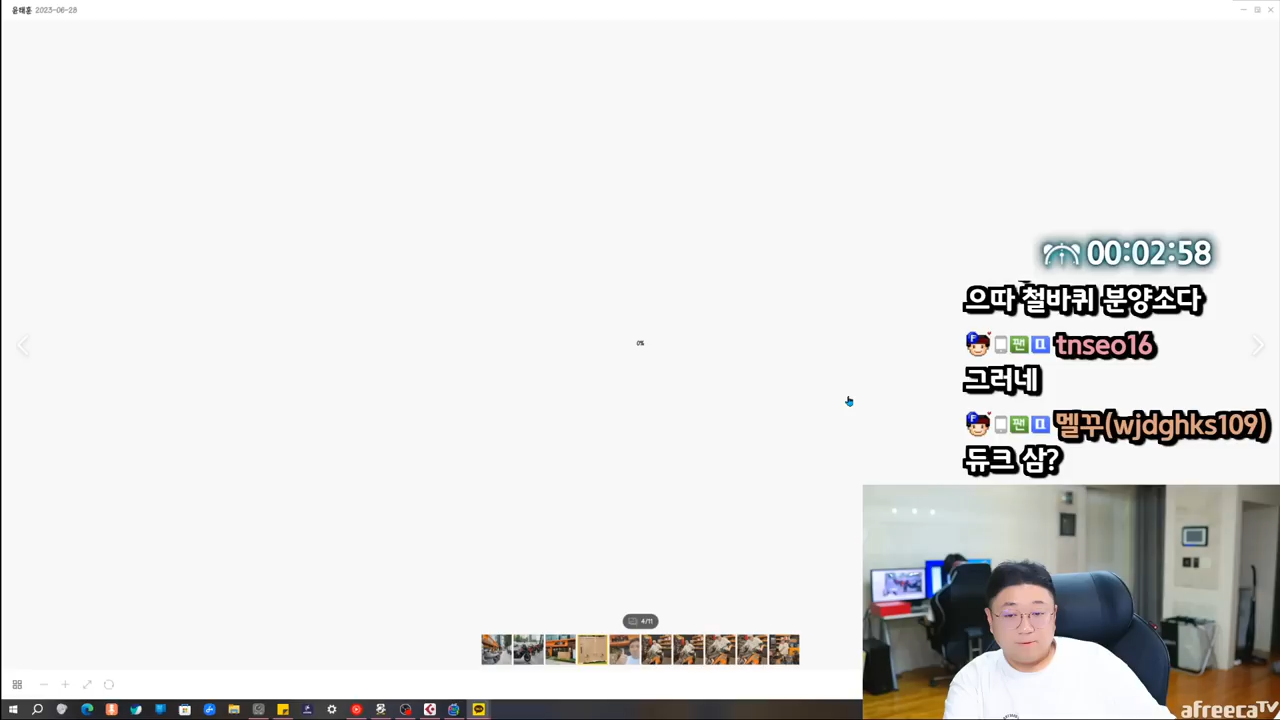 윤태훈 2023-06-28
00:02:58
으따 철바퀴 분양소다
tnseo16
그러네
멜꾸(wjdghks109)
듀크 삼?
0%
4/11
afreecaTV